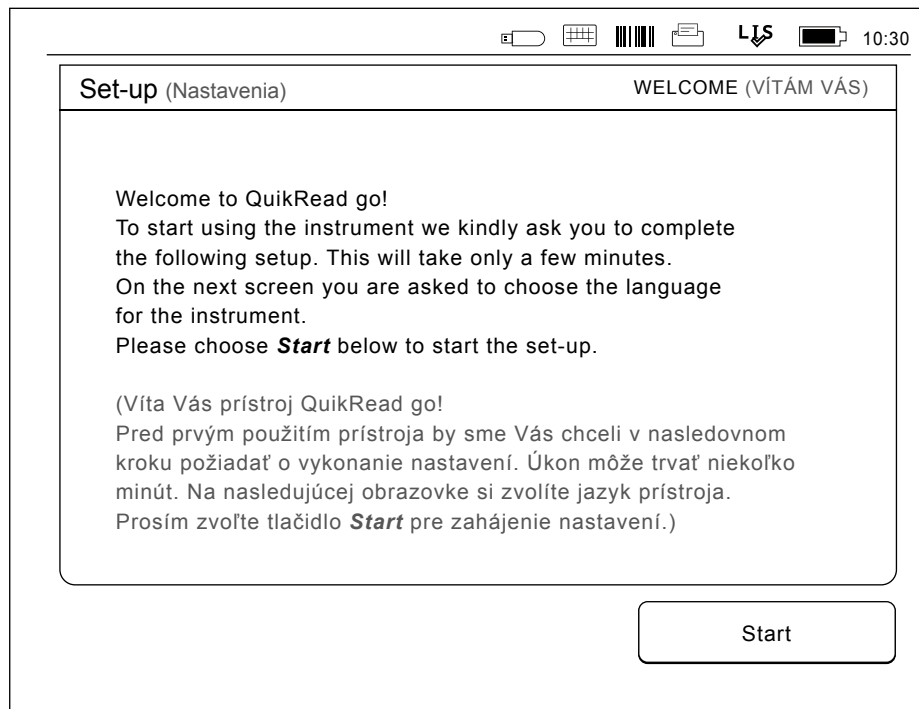 LIS 10:30
Set-up (Nastavenia) WELCOME (VÍTÁM VÁS)
Welcome to QuikRead go!
To start using the instrument we kindly ask you to complete
the following setup. This will take only a few minutes.
On the next screen you are asked to choose the language
for the instrument.
Please choose Start below to start the set-up.
(Víta Vás prístroj QuikRead go!
Pred prvým použitím prístroja by sme Vás chceli v nasledovnom
kroku požiadať o vykonanie nastavení. Úkon môže trvať niekoľko
minút. Na nasledujúcej obrazovke si zvolíte jazyk prístroja.
Prosím zvoľte tlačidlo Start pre zahájenie nastavení.)
Start